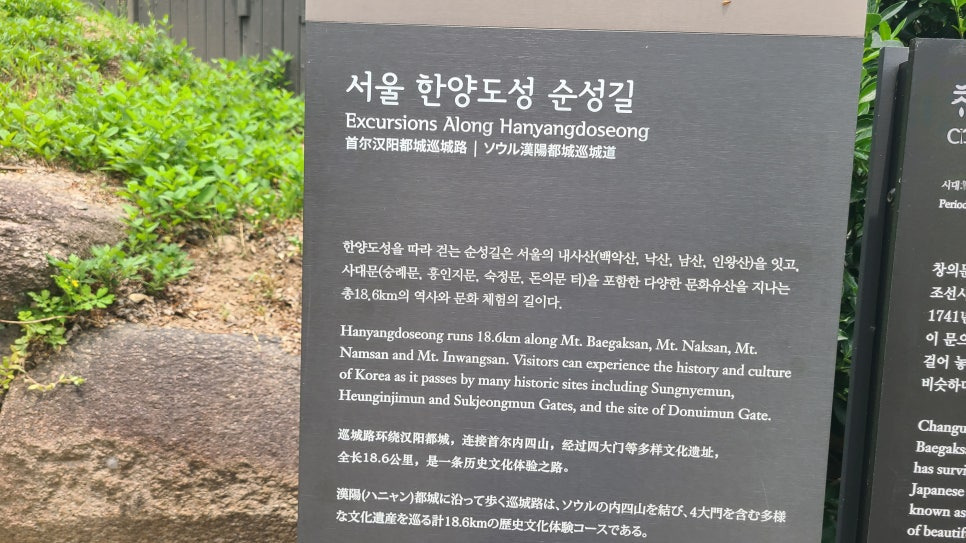 서울 한양도성 순성길
Excursions Along Hanyangdoseong
首尔汉阳都城巡城路 | ソウル漢陽都城巡城道
한양도성을 따라 걷는 순성길은 서울의 내사산(백악산, 낙산, 남산, 인왕산)을 잇고,
사대문(숭례문, 흥인지문, 숙정문, 돈의문 터)을 포함한 다양한 문화유산을 지나는
총18.6km의 역사와 문화 체험의 길이다.
Hanyangdoseong runs 18.6km along Mt. Baegaksan, Mt. Naksan, Mt.
Namsan and Mt. Inwangsan. Visitors can experience the history and culture
of Korea as it passes by many historic sites including Sungnyemun,
Heunginjimun and Sukjeongmun Gates, and the site of Donuimun Gate.
巡城路环绕汉阳都城，连接首尔内四山，经过四大门等多样文化遗址，
全长18.6公里，是一条历史文化体验之路。
漢陽(ハニャン)都城に沿って歩く巡城路は、ソウルの内四山を結び、4大門を含む多様
な文化遺産を巡る計18.6kmの歴史文化体験コースである。
시대:
Period
창의문
조선시
1741년
이 문으
걸어 놓
비슷하다
Changu
Baegaksa
has survi
Japanese
known as
of beautif